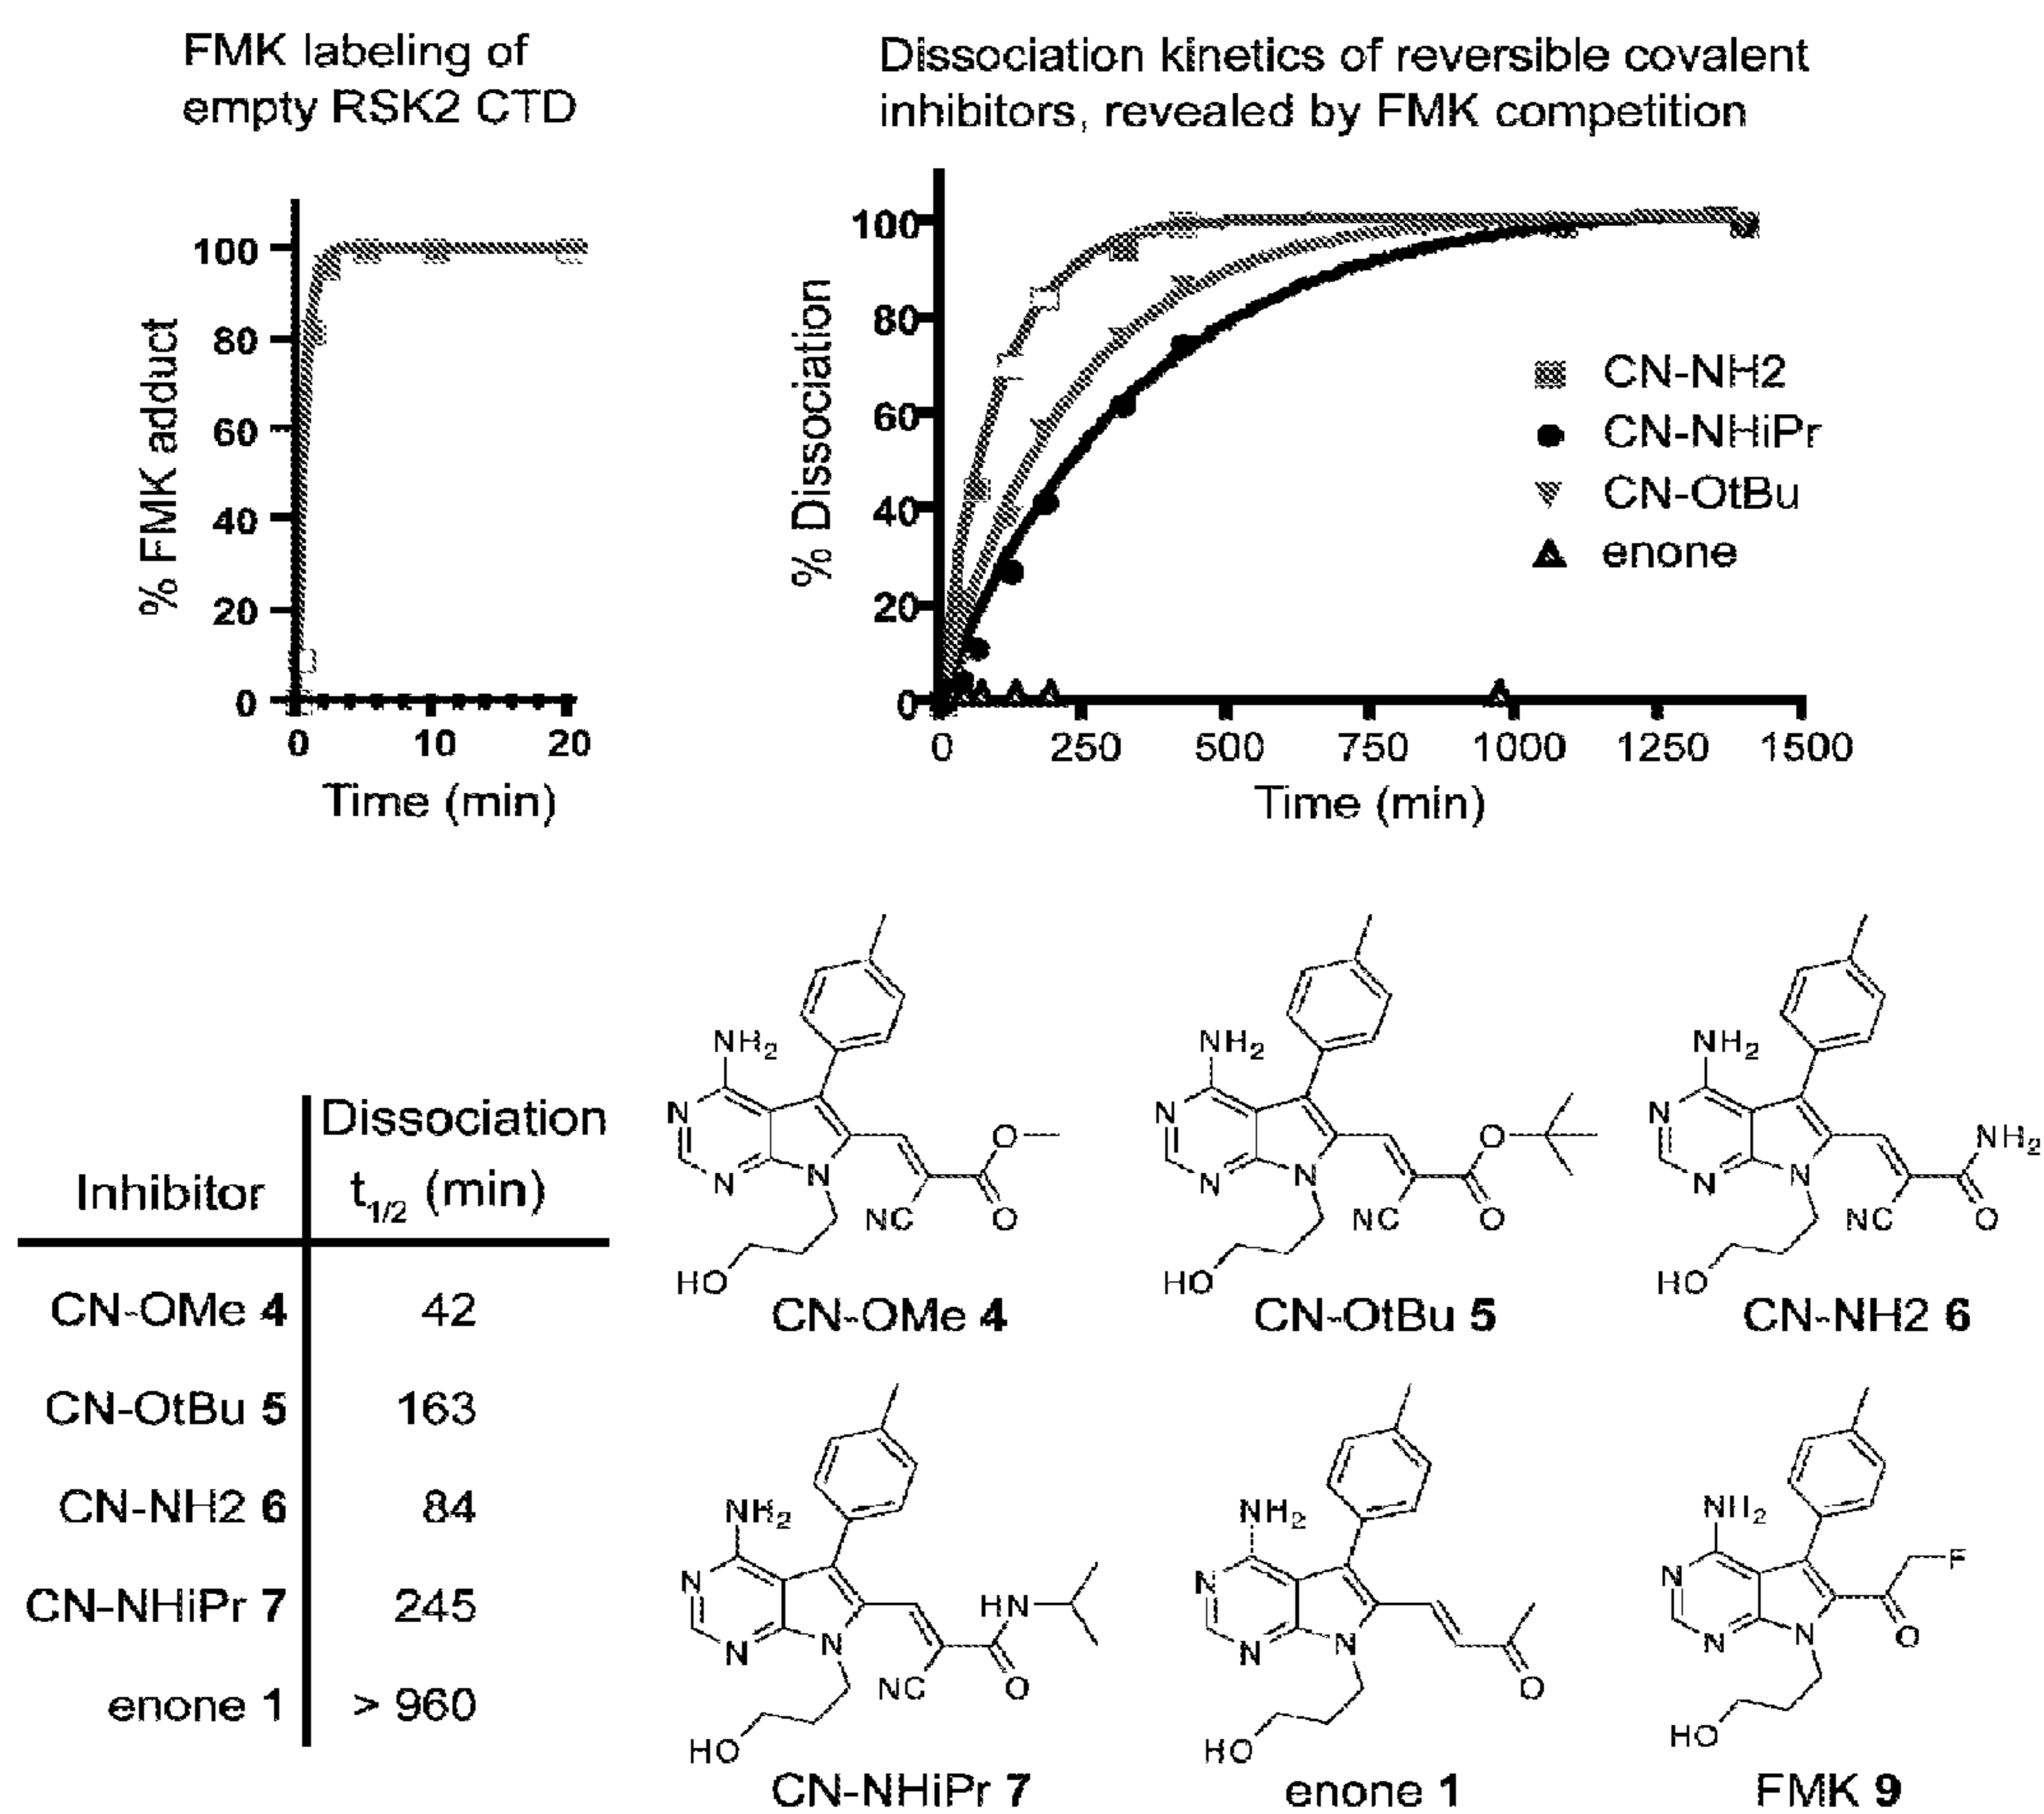 FMK labeling of
empty RSK2 CTD
Dissociation kinetics of reversible covalent
inhibitors, revealed by FMK competition
% FMK adduct
100
80
60
40
20
0
0 10 20
Time (min)
% Dissociation
100
80
60
40
20
0
0 250 500 750 1000 1250 1500
Time (min)
CN-NH2
CN-NHiPr
CN-OtBu
enone
Inhibitor Dissociation
t1/2 (min)
CN-OMe 4 42
CN-OtBu 5 163
CN-NH2 6 84
CN-NHiPr 7 245
enone 1 > 960
NH2
N
N
N
O
NC
O
HO
CN-OMe 4
NH2
N
N
N
O
NC
O
HO
CN-OtBu 5
NH2
N
N
N
NH2
NC
O
HO
CN-NH2 6
NH2
N
N
N
HN
NC
O
HO
CN-NHiPr 7
NH2
N
N
N
O
HO
enone 1
NH2
N
N
N
F
O
HO
FMK 9